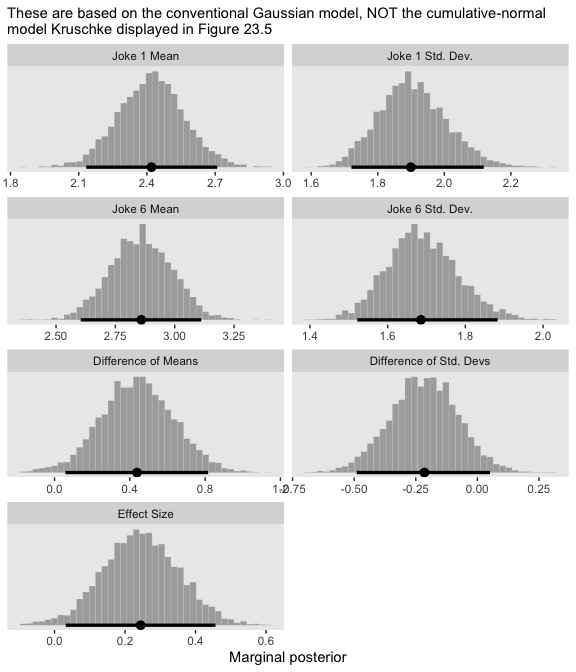 These are based on the conventional Gaussian model, NOT the cumulative-normal
model Kruschke displayed in Figure 23.5
Joke 1 Mean
Joke 1 Std. Dev.
1.8 2.1 2.4 2.7 3.0
1.6 1.8 2.0 2.2
Joke 6 Mean
Joke 6 Std. Dev.
2.50 2.75 3.00 3.25
1.4 1.6 1.8 2.0
Difference of Means
Difference of Std. Devs
0.0 0.4 0.8 1.2
-0.75 -0.50 -0.25 0.00 0.25
Effect Size
0.0 0.2 0.4 0.6
Marginal posterior